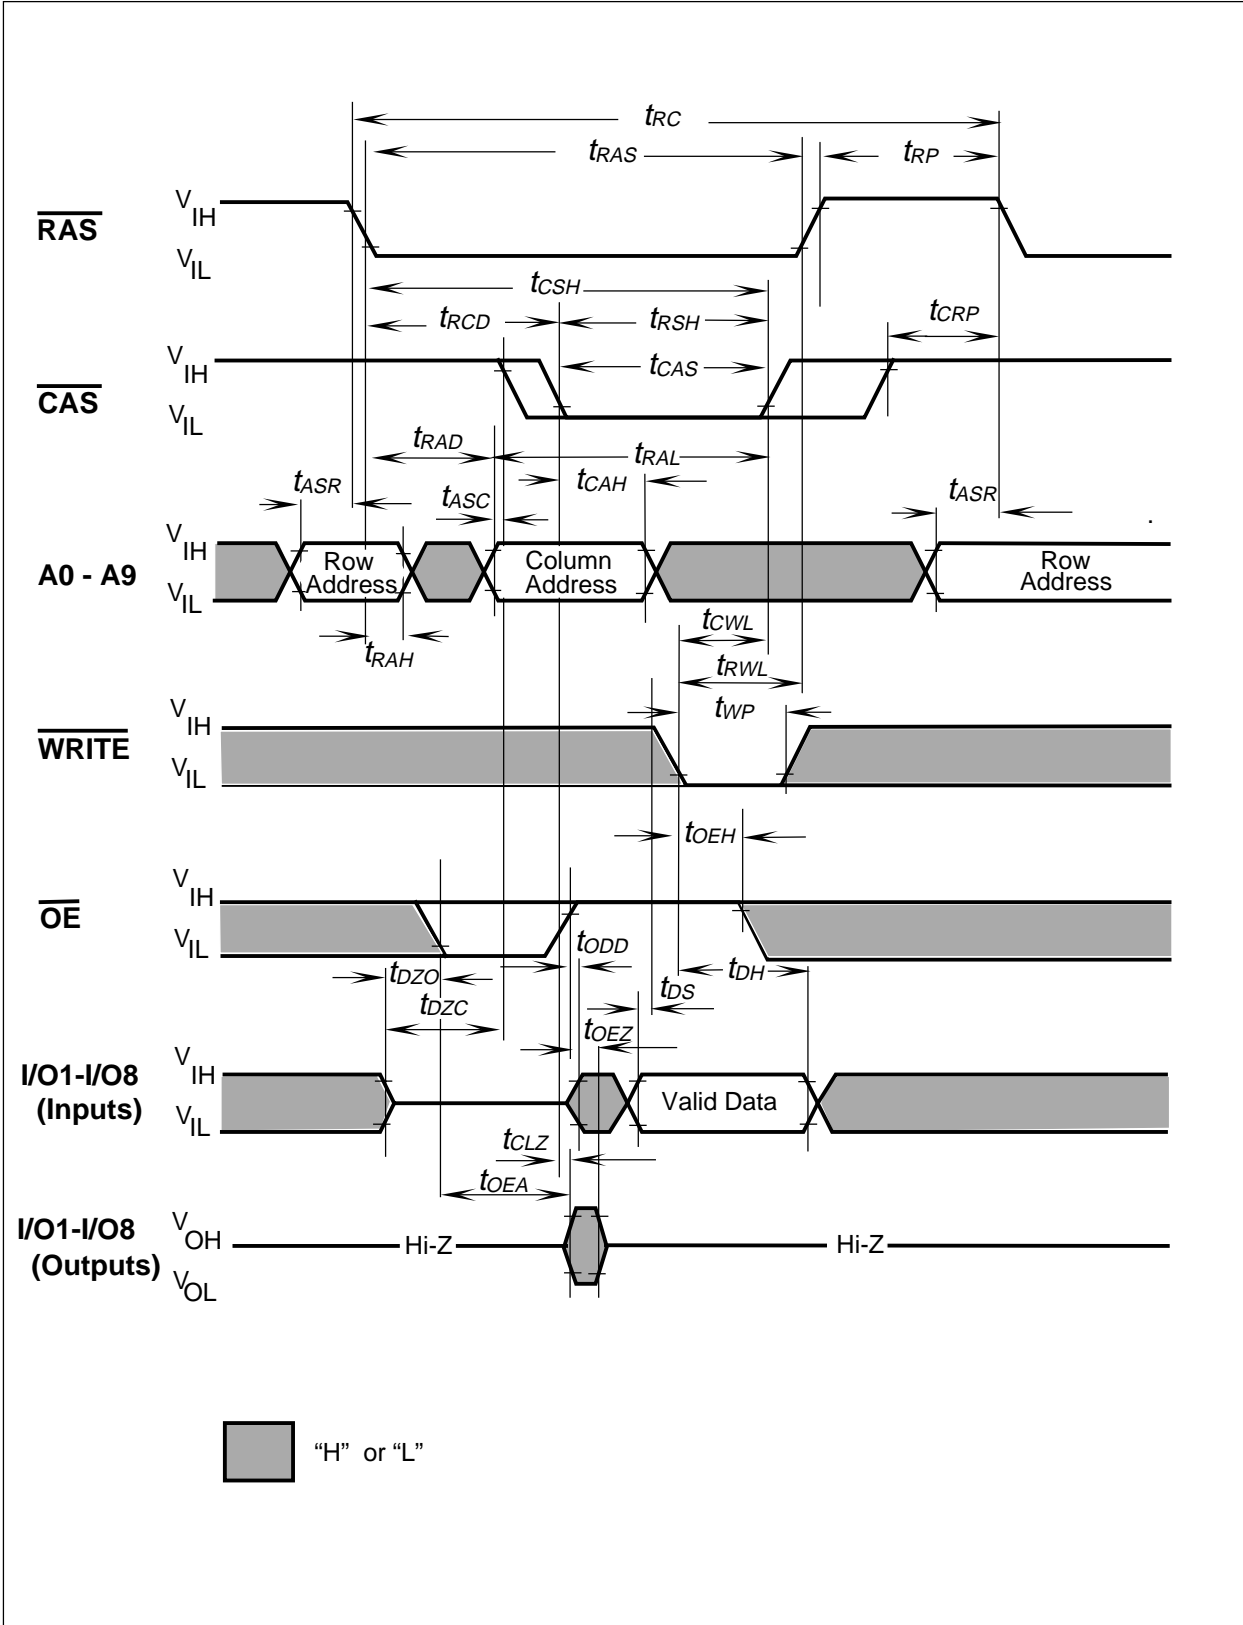 tRC
tRAS
tRP
RAS
VIH
VIL
tCSH
tRCD
tRSH
tCRP
CAS
VIH
VIL
tCAS
tRAD
tRAL
tASR
tASC
tCAH
tASR
A0 - A9
VIH
VIL
Row
Address
Column
Address
Row
Address
tRAH
tCWL
tRWL
tWP
WRITE
VIH
VIL
tOEH
OE
VIH
VIL
tODD
tDZO
tDH
tDZC
tDS
tOEZ
I/O1-I/O8
(Inputs)
VIH
VIL
Valid Data
tCLZ
tOEA
I/O1-I/O8
(Outputs)
VOH
VOL
Hi-Z
Hi-Z
“H” or “L”